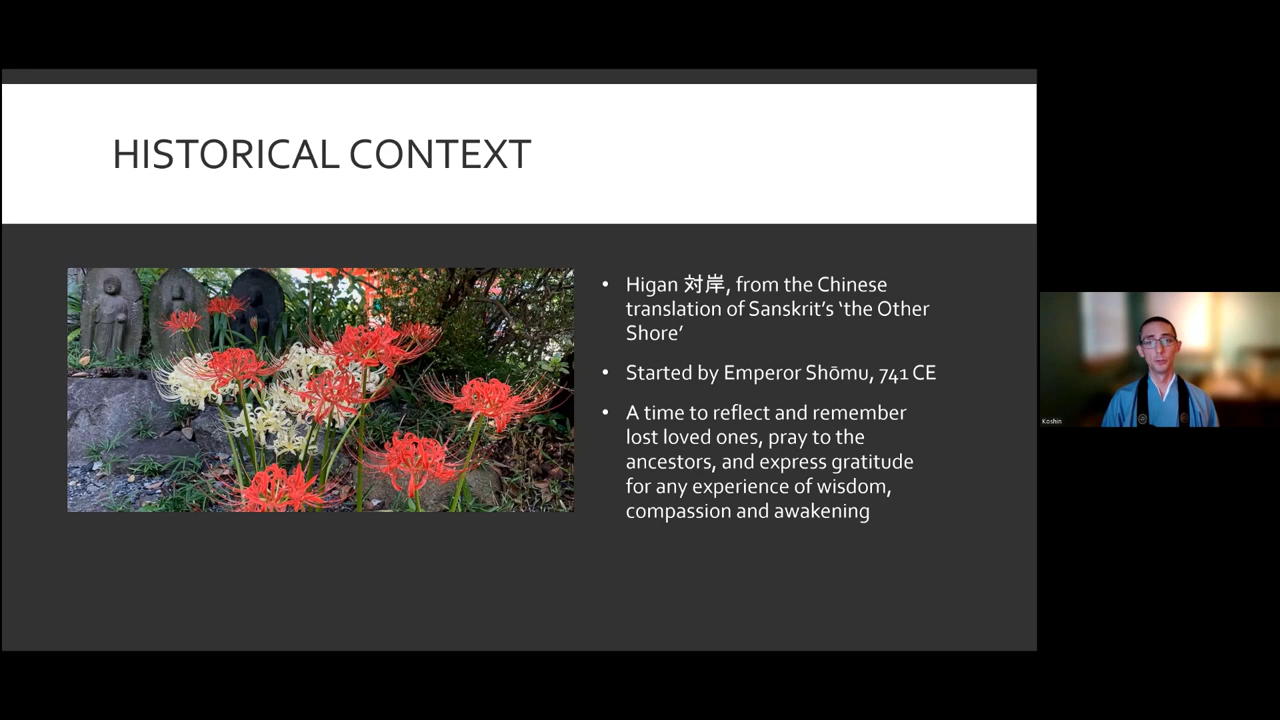 HISTORICAL CONTEXT
• Higan 対岸, from the Chinese
translation of Sanskrit's ‘the Other
Shore’
• Started by Emperor Shōmu, 741 CE
• A time to reflect and remember
lost loved ones, pray to the
ancestors, and express gratitude
for any experience of wisdom,
compassion and awakening
Koshin